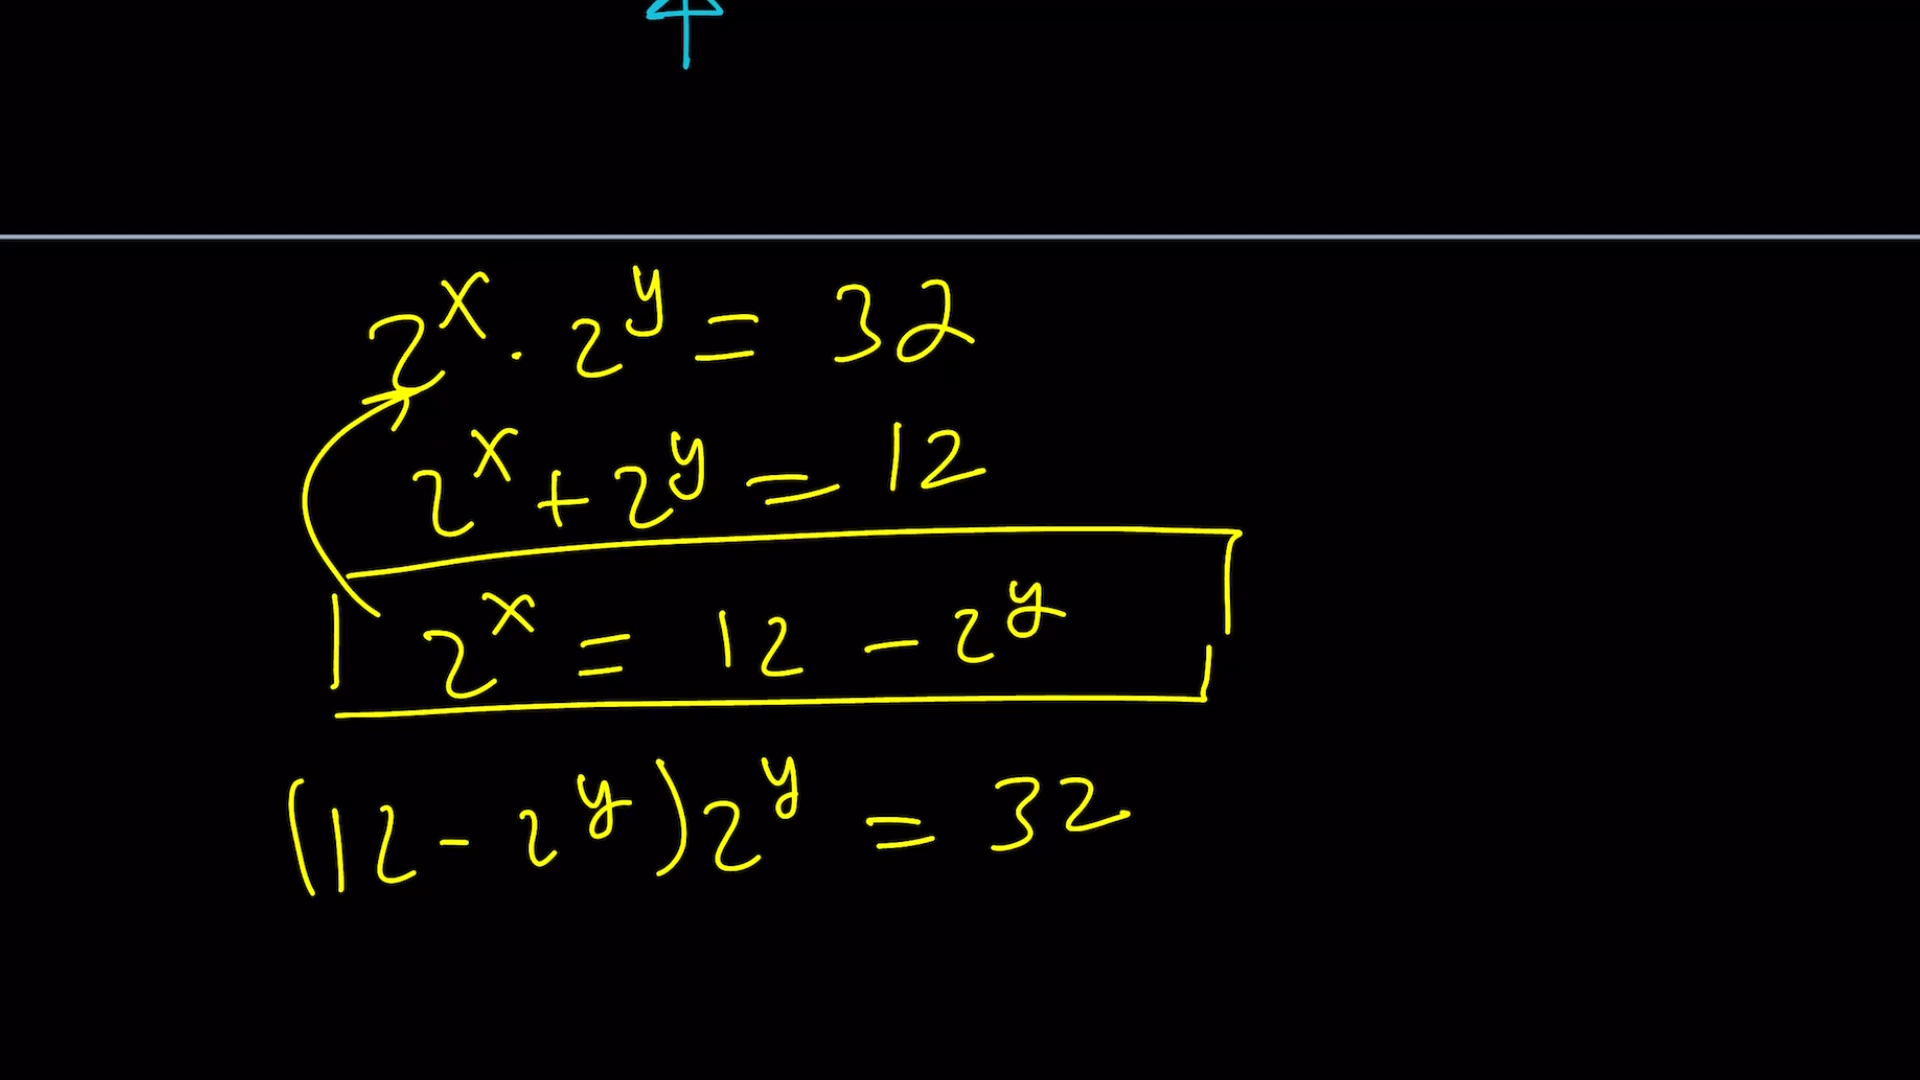 2^x · 2^y = 32
2^x + 2^y = 12
2^x = 12 - 2^y
(12 - 2^y) 2^y = 32